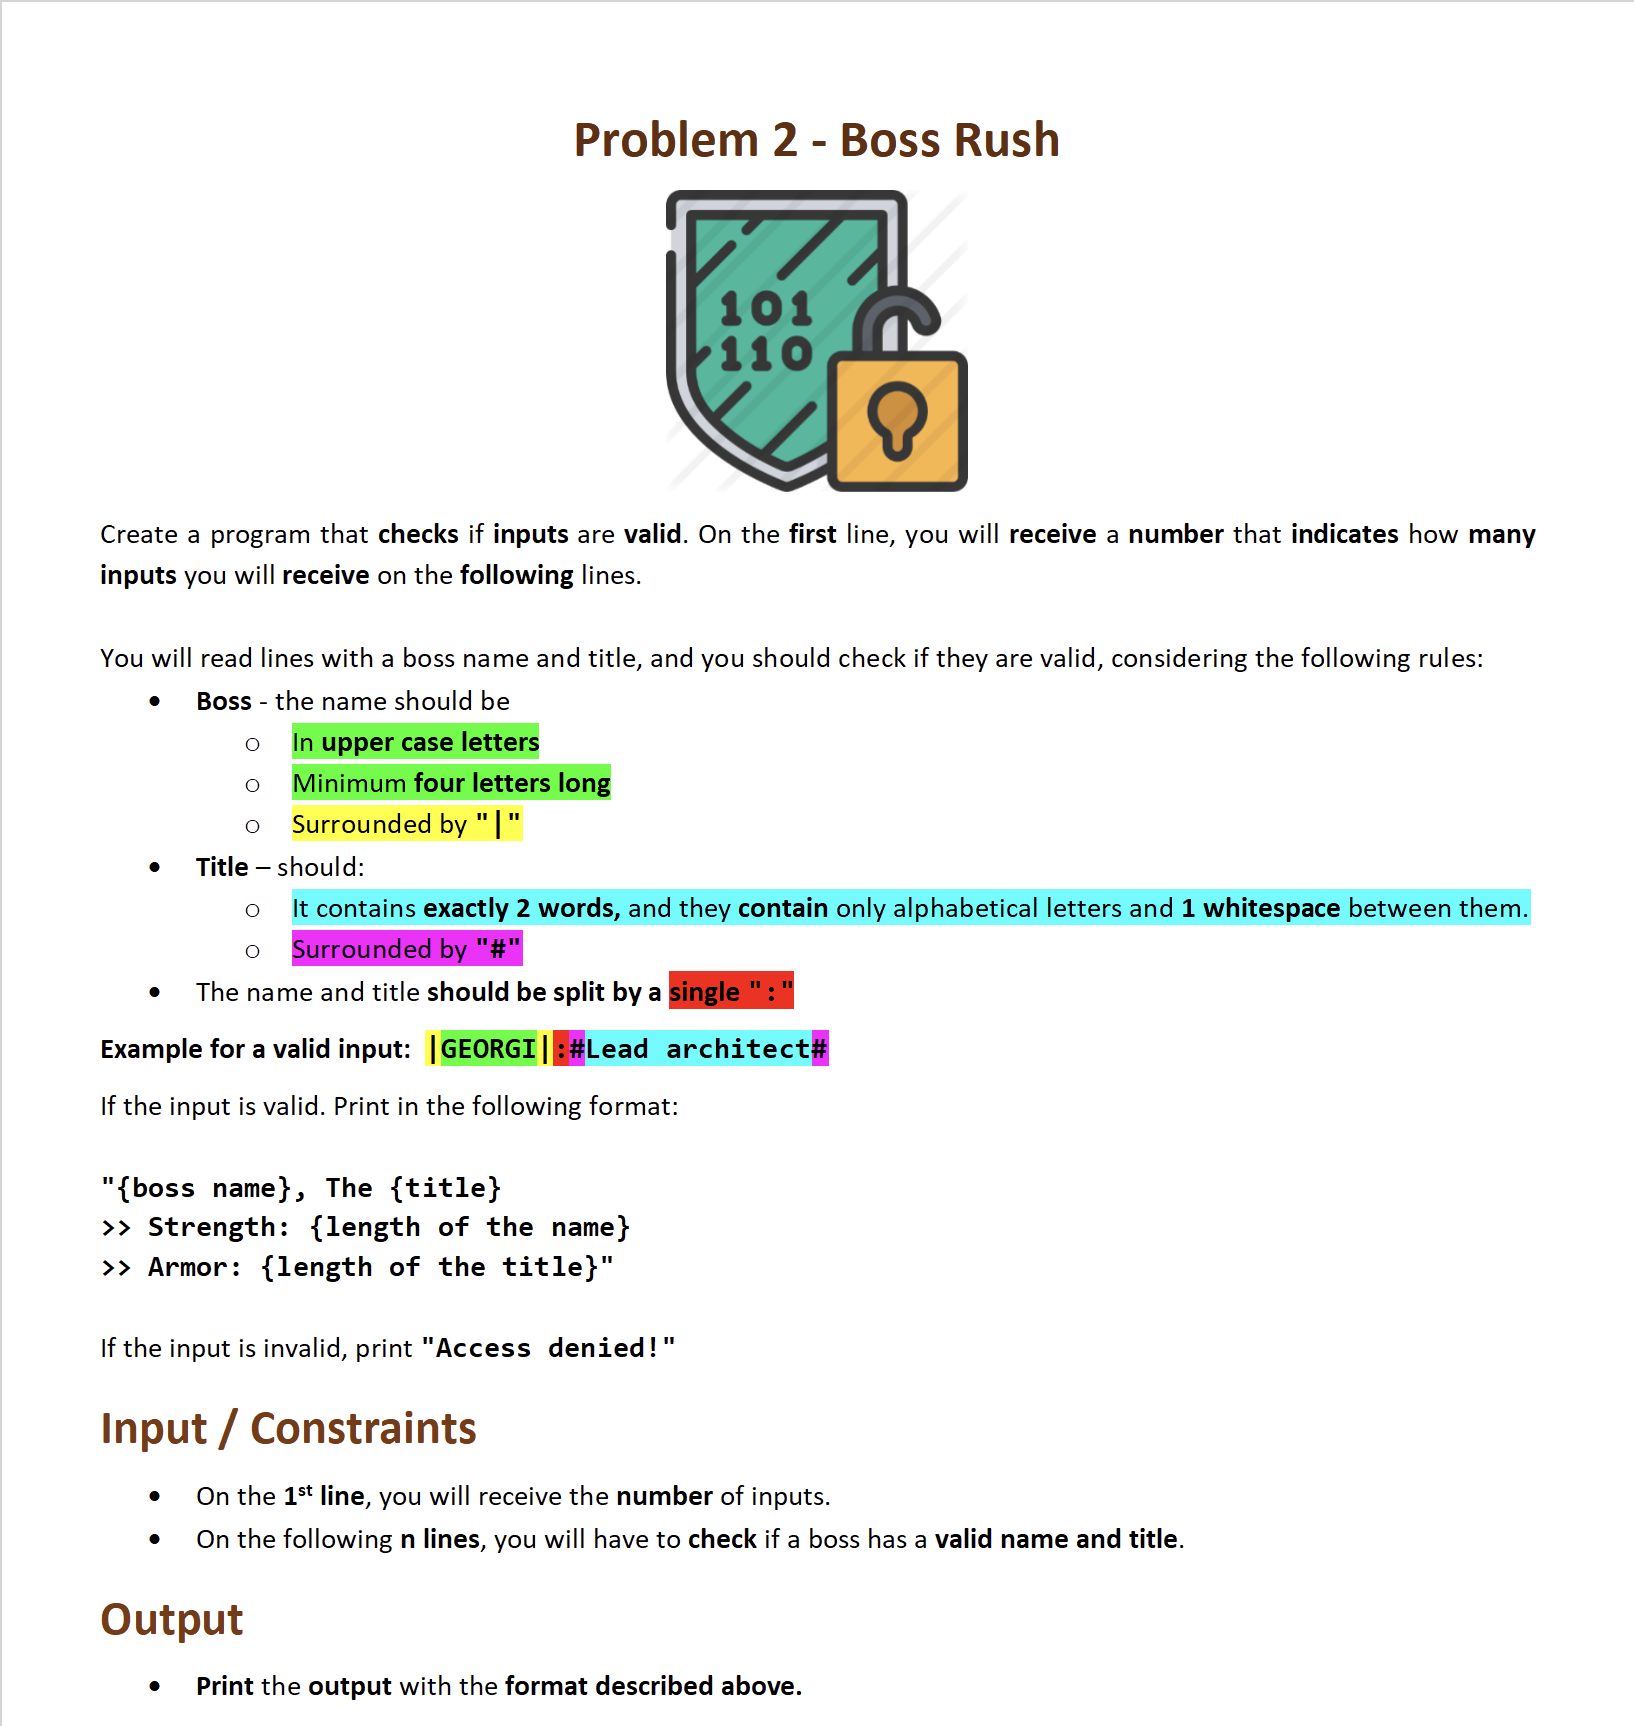 Problem 2 - Boss Rush
101
110
Create a program that checks if inputs are valid. On the first line, you will receive a number that indicates how many
inputs you will receive on the following lines.
You will read lines with a boss name and title, and you should check if they are valid, considering the following rules:
• Boss - the name should be
o In upper case letters
o Minimum four letters long
o Surrounded by "|"
• Title – should:
o It contains exactly 2 words, and they contain only alphabetical letters and 1 whitespace between them.
o Surrounded by "#"
• The name and title should be split by a single ":"
Example for a valid input: |GEORGI|:#Lead architect#
If the input is valid. Print in the following format:
"{boss name}, The {title}
>> Strength: {length of the name}
>> Armor: {length of the title}"
If the input is invalid, print "Access denied!"
Input / Constraints
• On the 1st line, you will receive the number of inputs.
• On the following n lines, you will have to check if a boss has a valid name and title.
Output
• Print the output with the format described above.